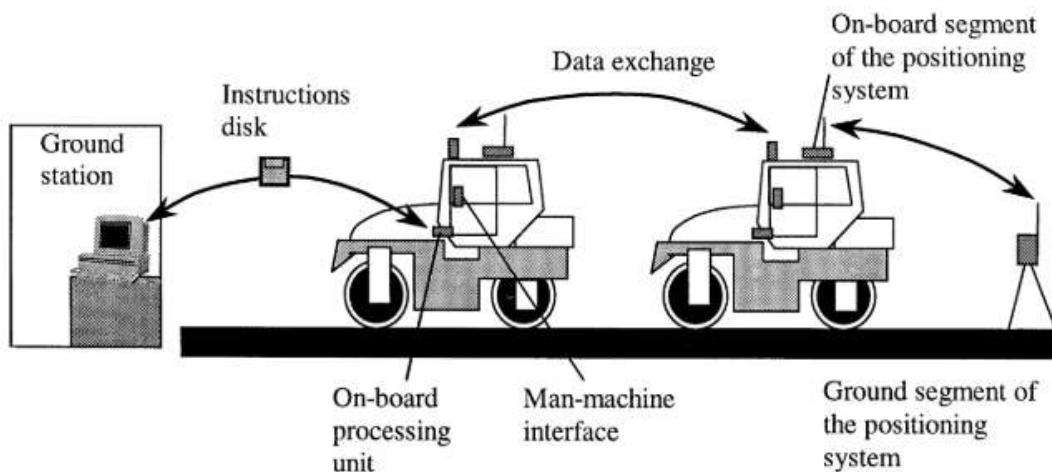 On-board segment
of the positioning
system
Data exchange
Instructions
disk
Ground
station
On-board
processing
unit
Man-machine
interface
Ground segment of
the positioning
system